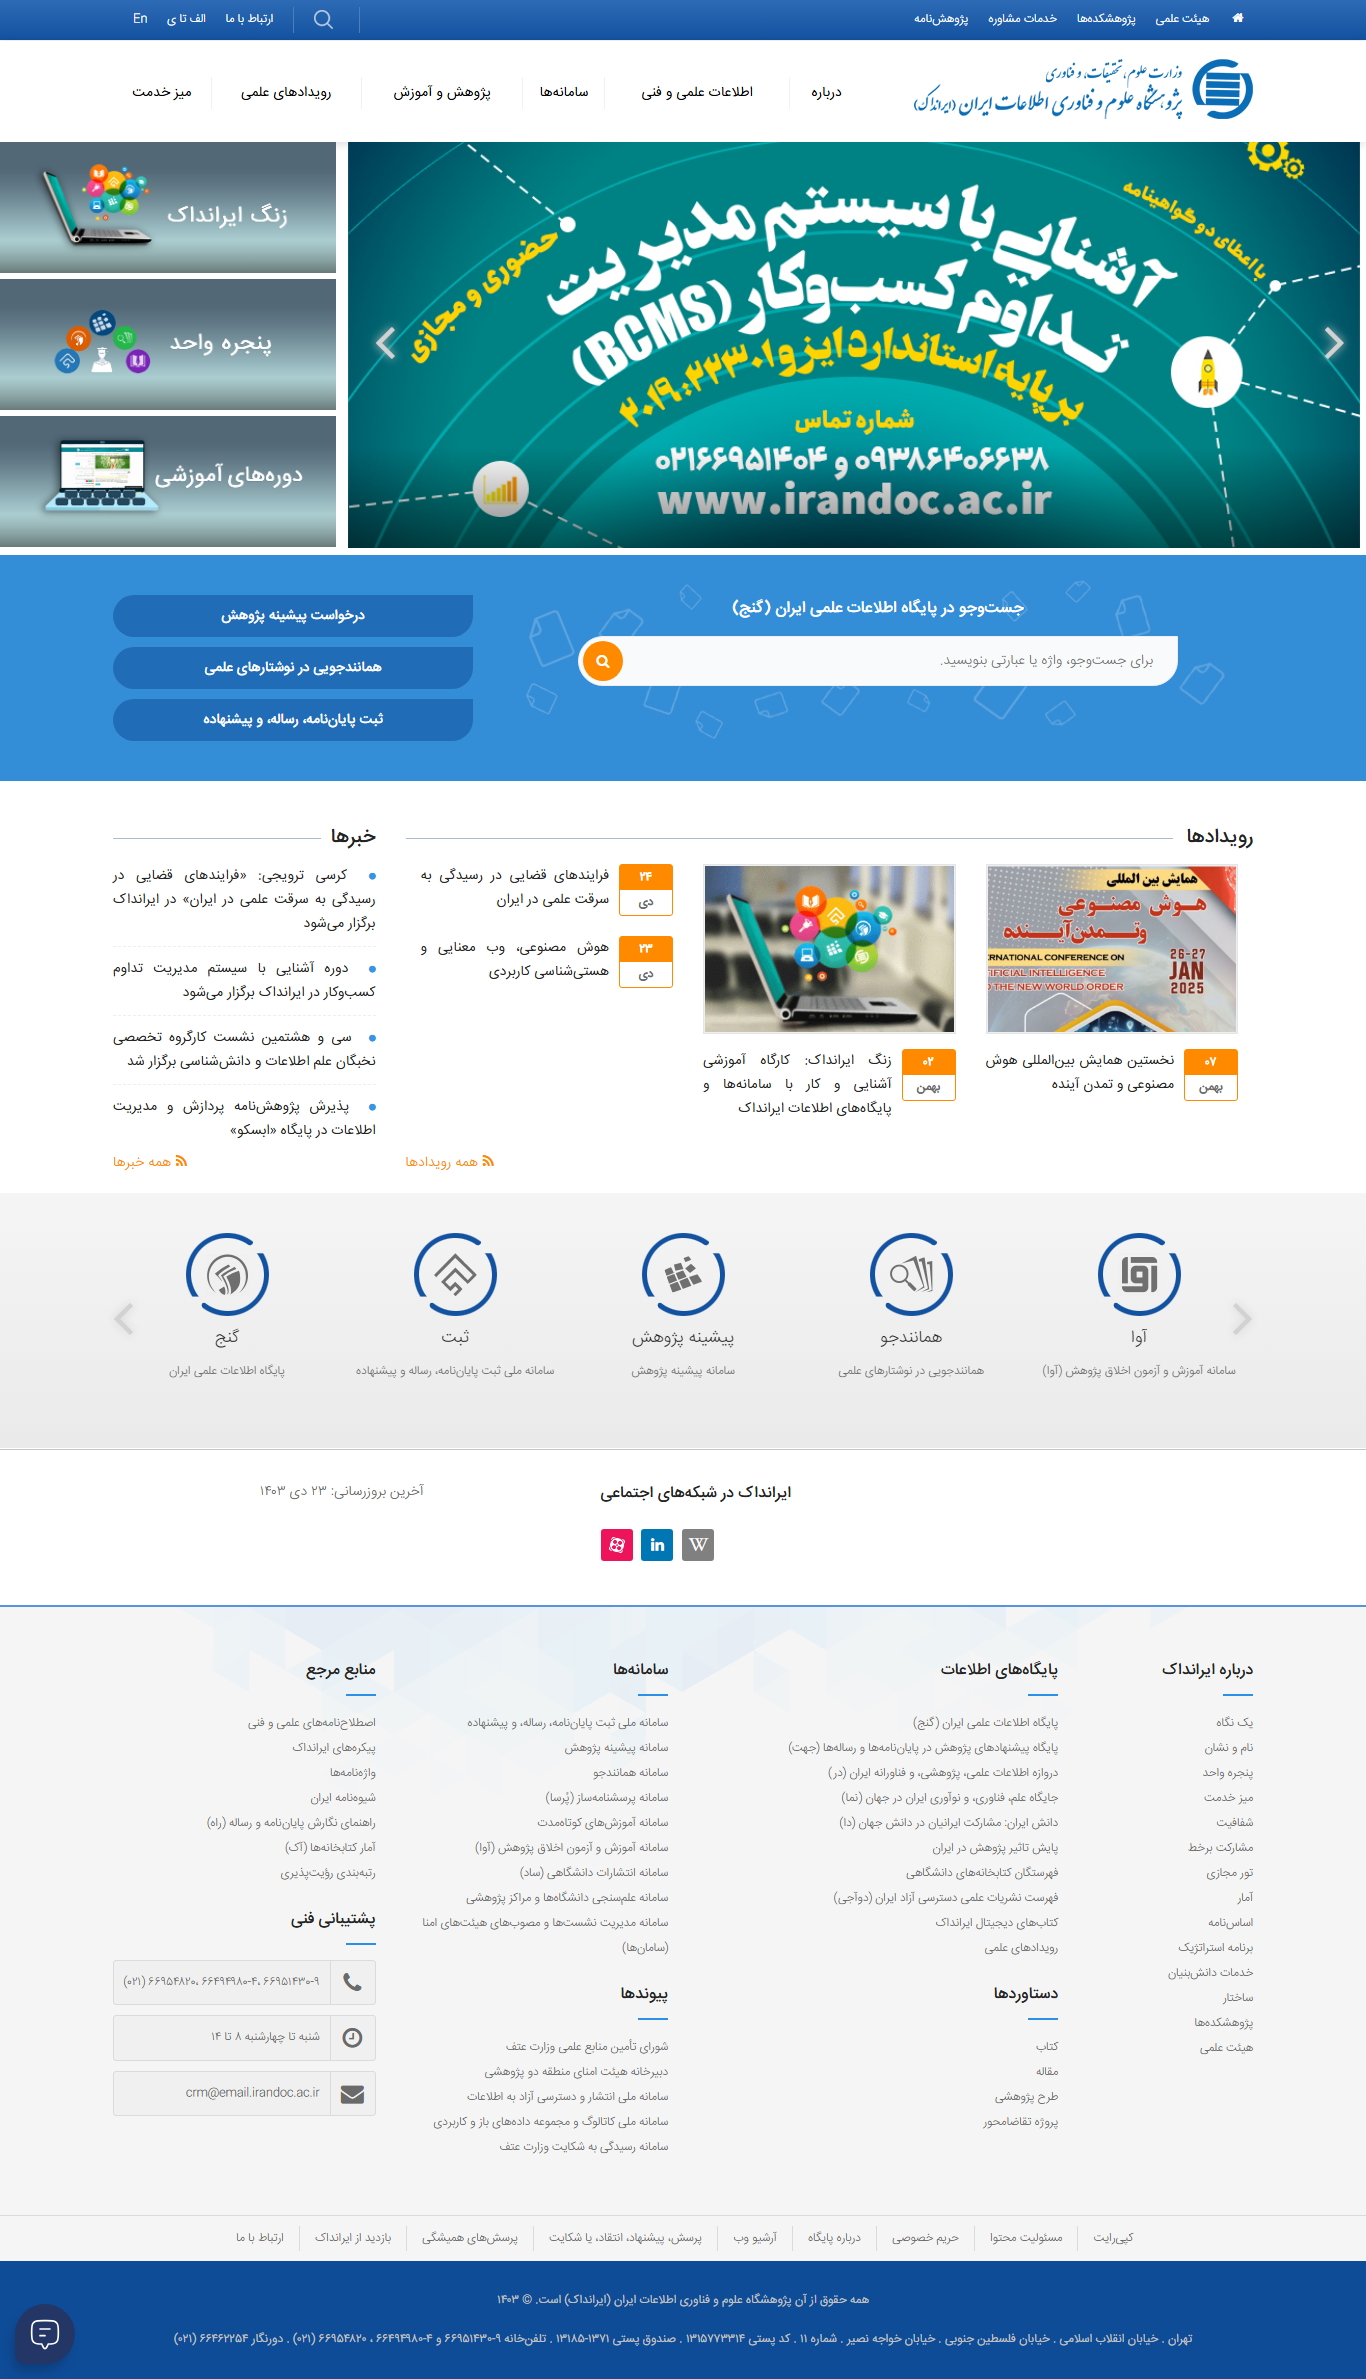 هیئت علمی
پژوهشکده‌ها
خدمات مشاوره
پژوهش‌نامه
ارتباط با ما
الف تا ی
En
وزارت علوم، تحقیقات، و فناوری
پژوهشگاه علوم و فناوری اطلاعات ایران (ایرانداک)
درباره
اطلاعات علمی و فنی
سامانه‌ها
پژوهش و آموزش
رویدادهای علمی
میز خدمت
با اعطای دو گواهینامه
آشنایی با سیستم مدیریت
تداوم کسب‌وکار (BCMS)
حضوری و مجازی
برپایه استاندارد ایزو ۲۰۱۹:۲۲۳۰۱
شماره تماس
۰۹۳۸۶۴۰۶۶۳۸ و ۰۲۱۶۶۹۵۱۴۰۴
www.irandoc.ac.ir
زنگ ایرانداک
پنجره واحد
دوره‌های آموزشی
جست‌وجو در پایگاه اطلاعات علمی ایران (گنج)
برای جست‌وجو، واژه یا عبارتی بنویسید.
درخواست پیشینه پژوهش
همانندجویی در نوشتارهای علمی
ثبت پایان‌نامه، رساله، و پیشنهاده
رویدادها
همایش بین المللی
هوش مصنوعی
و تمدن آینده
ERNATIONAL CONFERENCE ON
TIFICIAL INTELLIGENCE
D THE NEW WORLD ORDER
26-27
JAN
2025
۰۷
بهمن
نخستین همایش بین‌المللی هوش
مصنوعی و تمدن آینده
۰۲
بهمن
زنگ ایرانداک: کارگاه آموزشی
آشنایی و کار با سامانه‌ها و
پایگاه‌های اطلاعات ایرانداک
۲۴
دی
فرایندهای قضایی در رسیدگی به
سرقت علمی در ایران
۲۳
دی
هوش مصنوعی، وب معنایی و
هستی‌شناسی کاربردی
همه رویدادها
خبرها
کرسی ترویجی: «فرایندهای قضایی در
رسیدگی به سرقت علمی در ایران» در ایرانداک
برگزار می‌شود
دوره آشنایی با سیستم مدیریت تداوم
کسب‌وکار در ایرانداک برگزار می‌شود
سی و هشتمین نشست کارگروه تخصصی
نخبگان علم اطلاعات و دانش‌شناسی برگزار شد
پذیرش پژوهش‌نامه پردازش و مدیریت
اطلاعات در پایگاه «ابسکو»
همه خبرها
آوا
سامانه آموزش و آزمون اخلاق پژوهش (آوا)
همانندجو
همانندجویی در نوشتارهای علمی
پیشینه پژوهش
سامانه پیشینه پژوهش
ثبت
سامانه ملی ثبت پایان‌نامه، رساله و پیشنهاده
گنج
پایگاه اطلاعات علمی ایران
ایرانداک در شبکه‌های اجتماعی
W
in
آخرین بروزرسانی: ۲۳ دی ۱۴۰۳
درباره ایرانداک
یک نگاه
نام و نشان
پنجره واحد
میز خدمت
شفافیت
مشارکت برخط
تور مجازی
آمار
اساس‌نامه
برنامه استراتژیک
خدمات دانش‌بنیان
ساختار
پژوهشکده‌ها
هیئت علمی
پایگاه‌های اطلاعات
پایگاه اطلاعات علمی ایران (گنج)
پایگاه پیشنهادهای پژوهش در پایان‌نامه‌ها و رساله‌ها (جهت)
دروازه اطلاعات علمی، پژوهشی، و فناورانه ایران (در)
جایگاه علم، فناوری، و نوآوری ایران در جهان (نما)
دانش ایران: مشارکت ایرانیان در دانش جهان (دا)
پایش تاثیر پژوهش در ایران
فهرستگان کتابخانه‌های دانشگاهی
فهرست نشریات علمی دسترسی آزاد ایران (دوآجی)
کتاب‌های دیجیتال ایرانداک
رویدادهای علمی
دستاوردها
کتاب
مقاله
طرح پژوهشی
پروژه تقاضامحور
سامانه‌ها
سامانه ملی ثبت پایان‌نامه، رساله، و پیشنهاده
سامانه پیشینه پژوهش
سامانه همانندجو
سامانه پرسشنامه‌ساز (پُرسا)
سامانه آموزش‌های کوتاه‌مدت
سامانه آموزش و آزمون اخلاق پژوهش (آوا)
سامانه انتشارات دانشگاهی (ساد)
سامانه علم‌سنجی دانشگاه‌ها و مراکز پژوهشی
سامانه مدیریت نشست‌ها و مصوب‌های هیئت‌های امنا
(سامان‌ها)
پیوندها
شورای تأمین منابع علمی وزارت عتف
دبیرخانه هیئت امنای منطقه دو پژوهشی
سامانه ملی انتشار و دسترسی آزاد به اطلاعات
سامانه ملی کاتالوگ و مجموعه داده‌های باز و کاربردی
سامانه رسیدگی به شکایت وزارت عتف
منابع مرجع
اصطلاح‌نامه‌های علمی و فنی
پیکره‌های ایرانداک
واژه‌نامه‌ها
شیوه‌نامه ایران
راهنمای نگارش پایان‌نامه و رساله (راه)
آمار کتابخانه‌ها (آک)
رتبه‌بندی رؤیت‌پذیری
پشتیبانی فنی
۶۶۹۵۱۴۳۰-۹ ،۶۶۴۹۴۹۸۰-۴ ،۶۶۹۵۴۸۲۰ (۰۲۱)
شنبه تا چهارشنبه ۸ تا ۱۴
crm@email.irandoc.ac.ir
کپی‌رایت
مسئولیت محتوا
حریم خصوصی
درباره پایگاه
آرشیو وب
پرسش، پیشنهاد، انتقاد، یا شکایت
پرسش‌های همیشگی
بازدید از ایرانداک
ارتباط با ما
همه حقوق از آن پژوهشگاه علوم و فناوری اطلاعات ایران (ایرانداک) است. © ۱۴۰۳
تهران . خیابان انقلاب اسلامی . خیابان فلسطین جنوبی . خیابان خواجه نصیر . شماره ۱۱ . کد پستی ۱۳۱۵۷۷۳۳۱۴ . صندوق پستی ۱۳۷۱-۱۳۱۸۵ . تلفن‌خانه ۹-۶۶۹۵۱۴۳۰ و ۴-۶۶۴۹۴۹۸۰ ، ۶۶۹۵۴۸۲۰ (۰۲۱) . دورنگار ۶۶۴۶۲۲۵۴ (۰۲۱)